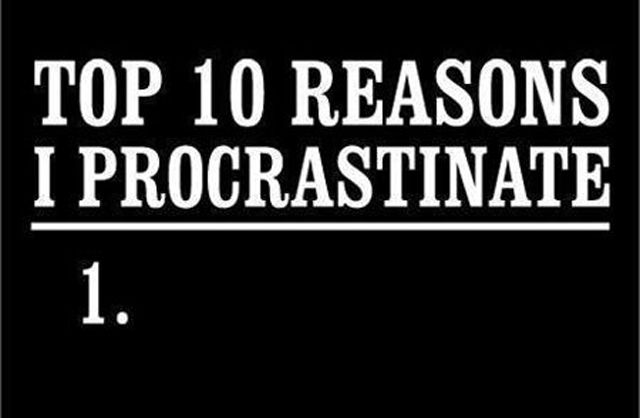 TOP 10 REASONS
I PROCRASTINATE
1.